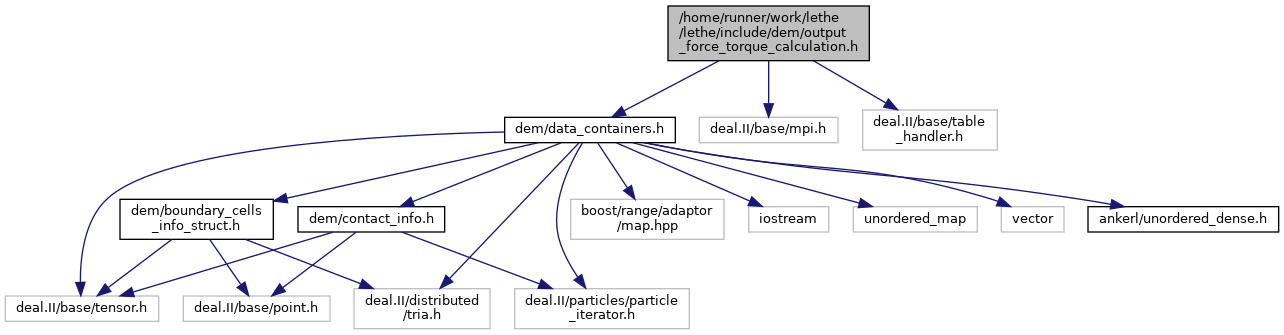 /home/runner/work/lethe
/lethe/include/dem/output
_force_torque_calculation.h
dem/data_containers.h
deal.II/base/mpi.h
deal.II/base/table
_handler.h
dem/boundary_cells
_info_struct.h
dem/contact_info.h
boost/range/adaptor
/map.hpp
iostream
unordered_map
vector
ankerl/unordered_dense.h
deal.II/base/tensor.h
deal.II/base/point.h
deal.II/distributed
/tria.h
deal.II/particles/particle
_iterator.h